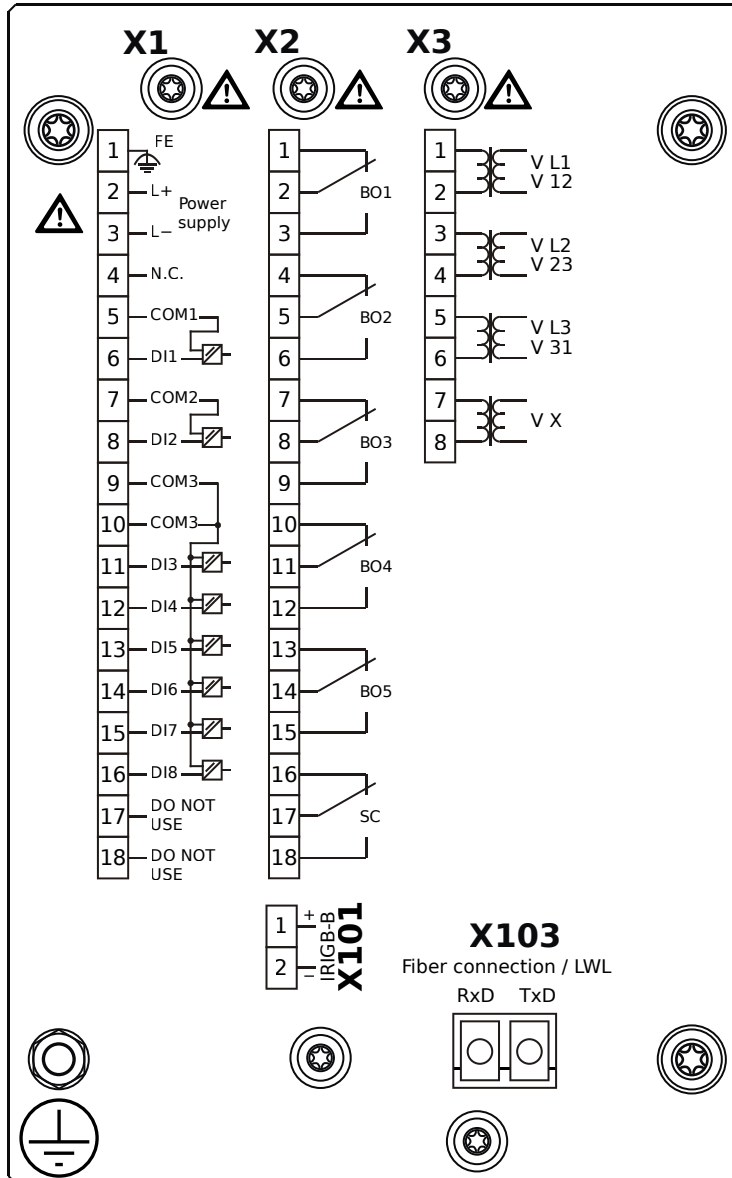 X1 X2 X3
1 FE
2 L+
Power
supply
3 L−
4 N.C.
5 COM1
6 DI1
7 COM2
8 DI2
9 COM3
10 COM3
11 DI3
12 DI4
13 DI5
14 DI6
15 DI7
16 DI8
17 DO NOT
USE
18 DO NOT
USE
1
2 BO1
3
4
5 BO2
6
7
8 BO3
9
10
11 BO4
12
13
14 BO5
15
16
17 SC
18
1 V L1
2 V 12
3 V L2
4 V 23
5 V L3
6 V 31
7 V X
8
1 +
2 −
IRIGB-B
X101
X103
Fiber connection / LWL
RxD TxD